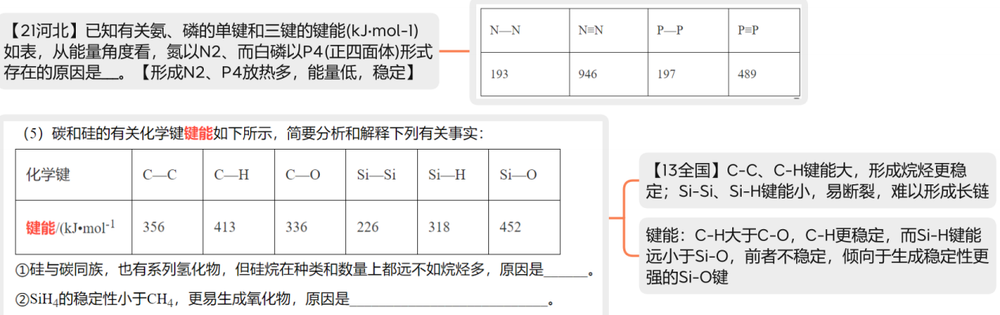 【21河北】已知有关氨、磷的单键和三键的键能(kJ·mol-1)
如表，从能量角度看，氮以N2、而白磷以P4(正四面体)形式
存在的原因是__。【形成N2、P4放热多，能量低，稳定】
N—N N≡N P—P P≡P
193 946 197 489
（5）碳和硅的有关化学键键能如下所示，简要分析和解释下列有关事实：
化学键 C—C C—H C—O Si—Si Si—H Si—O
键能/(kJ•mol-1 356 413 336 226 318 452
①硅与碳同族，也有系列氢化物，但硅烷在种类和数量上都远不如烷烃多，原因是______。
②SiH4的稳定性小于CH4，更易生成氧化物，原因是___________________________。
【13全国】C-C、C-H键能大，形成烷烃更稳
定；Si-Si、Si-H键能小，易断裂，难以形成长链
键能：C-H大于C-O，C-H更稳定，而Si-H键能
远小于Si-O，前者不稳定，倾向于生成稳定性更
强的Si-O键